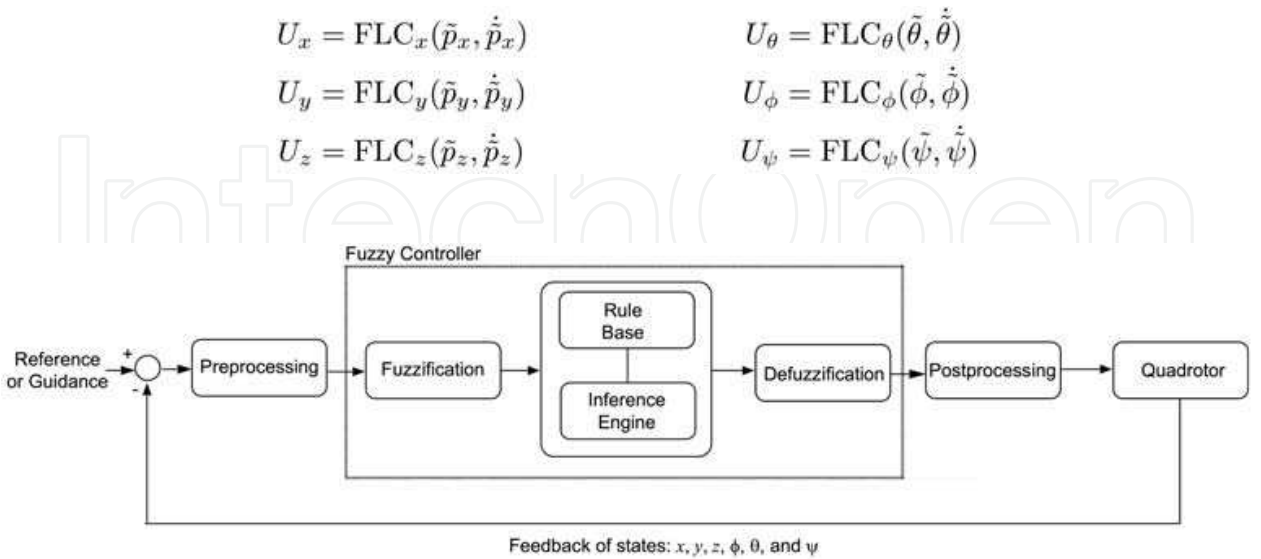 U_x = FLC_x(p̃_x, ṗ̃_x) U_θ = FLC_θ(θ̃, θ̃̇)
U_y = FLC_y(p̃_y, ṗ̃_y) U_ϕ = FLC_ϕ(ϕ̃, ϕ̃̇)
U_z = FLC_z(p̃_z, ṗ̃_z) U_ψ = FLC_ψ(ψ̃, ψ̃̇)
IntechOpen
Fuzzy Controller
Reference
or Guidance
+
-
Preprocessing
Fuzzification
Rule
Base
Inference
Engine
Defuzzification
Postprocessing
Quadrotor
Feedback of states: x, y, z, ϕ, θ, and ψ